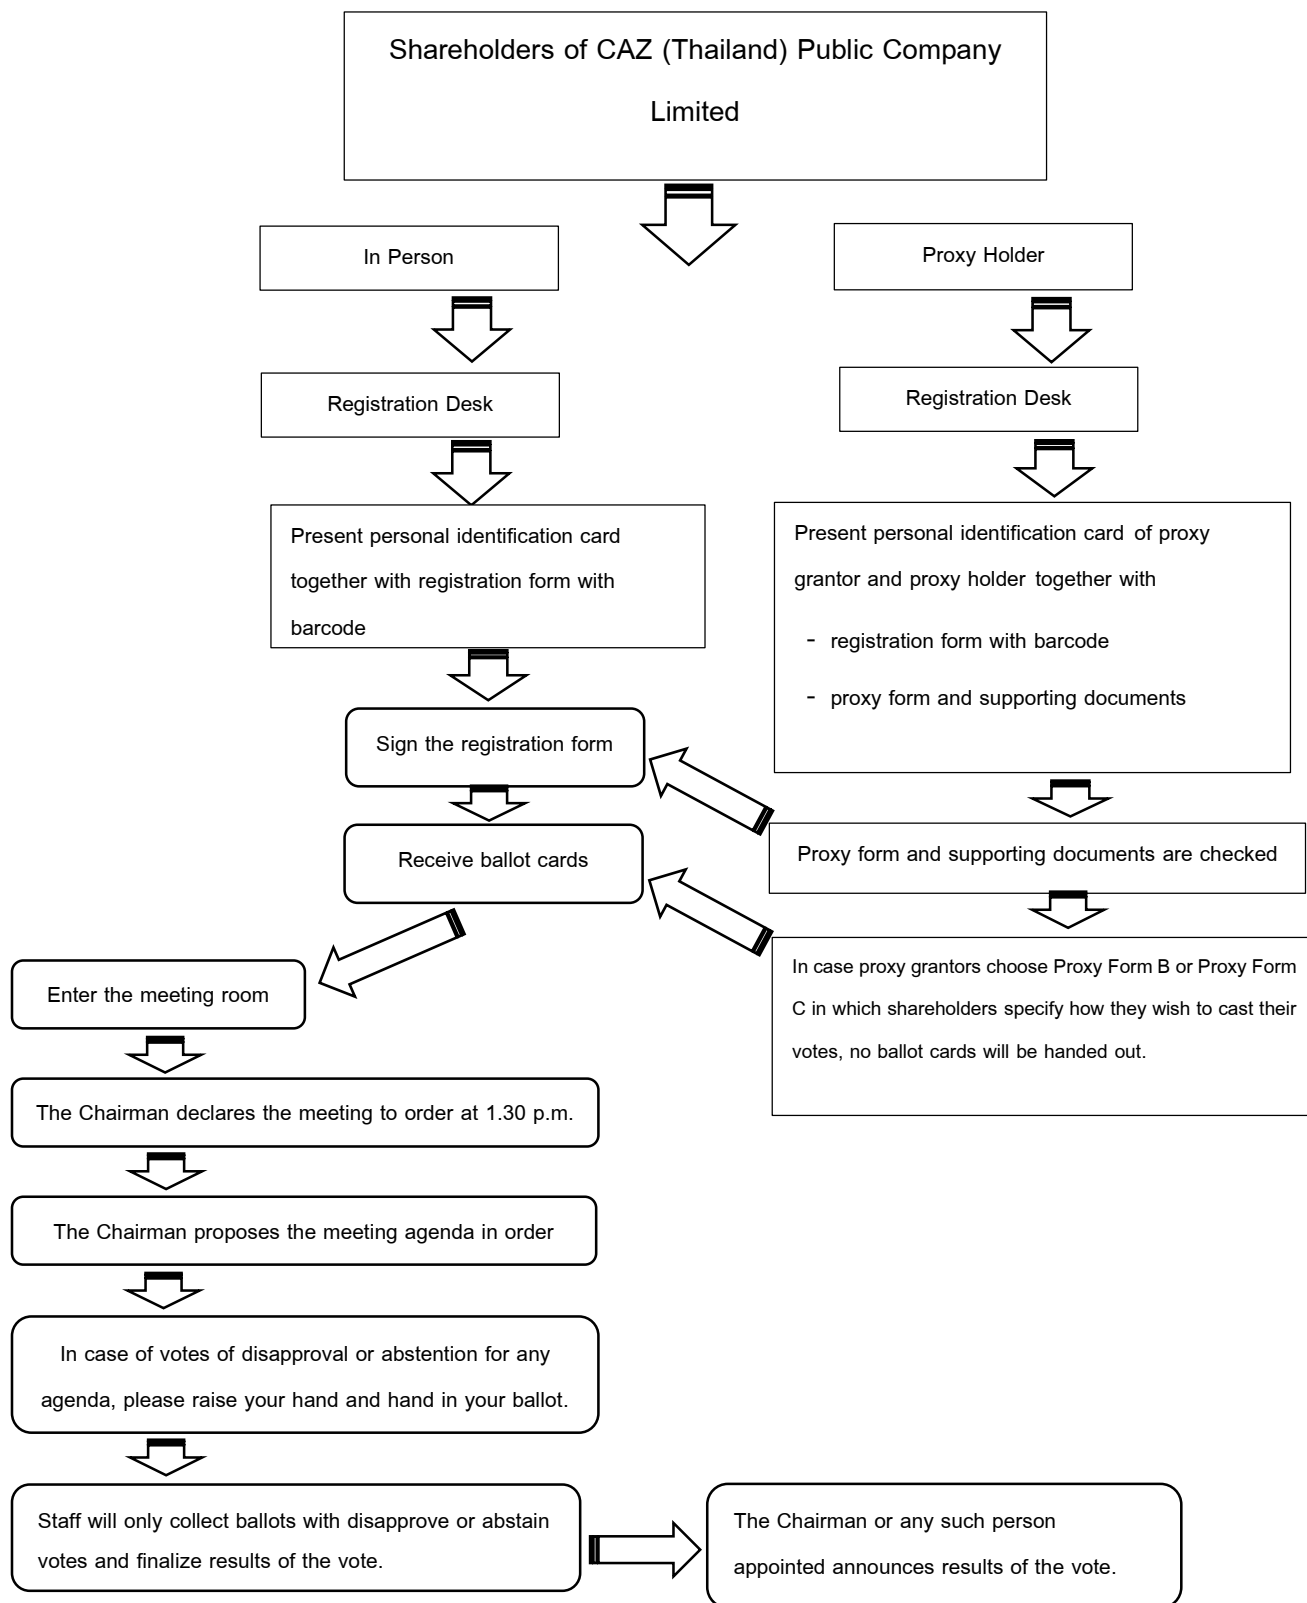 Shareholders of CAZ (Thailand) Public Company
Limited
In Person
Proxy Holder
Registration Desk
Registration Desk
Present personal identification card
together with registration form with
barcode
Present personal identification card of proxy
grantor and proxy holder together with
- registration form with barcode
- proxy form and supporting documents
Sign the registration form
Receive ballot cards
Proxy form and supporting documents are checked
In case proxy grantors choose Proxy Form B or Proxy Form
C in which shareholders specify how they wish to cast their
votes, no ballot cards will be handed out.
Enter the meeting room
The Chairman declares the meeting to order at 1.30 p.m.
The Chairman proposes the meeting agenda in order
In case of votes of disapproval or abstention for any
agenda, please raise your hand and hand in your ballot.
Staff will only collect ballots with disapprove or abstain
votes and finalize results of the vote.
The Chairman or any such person
appointed announces results of the vote.